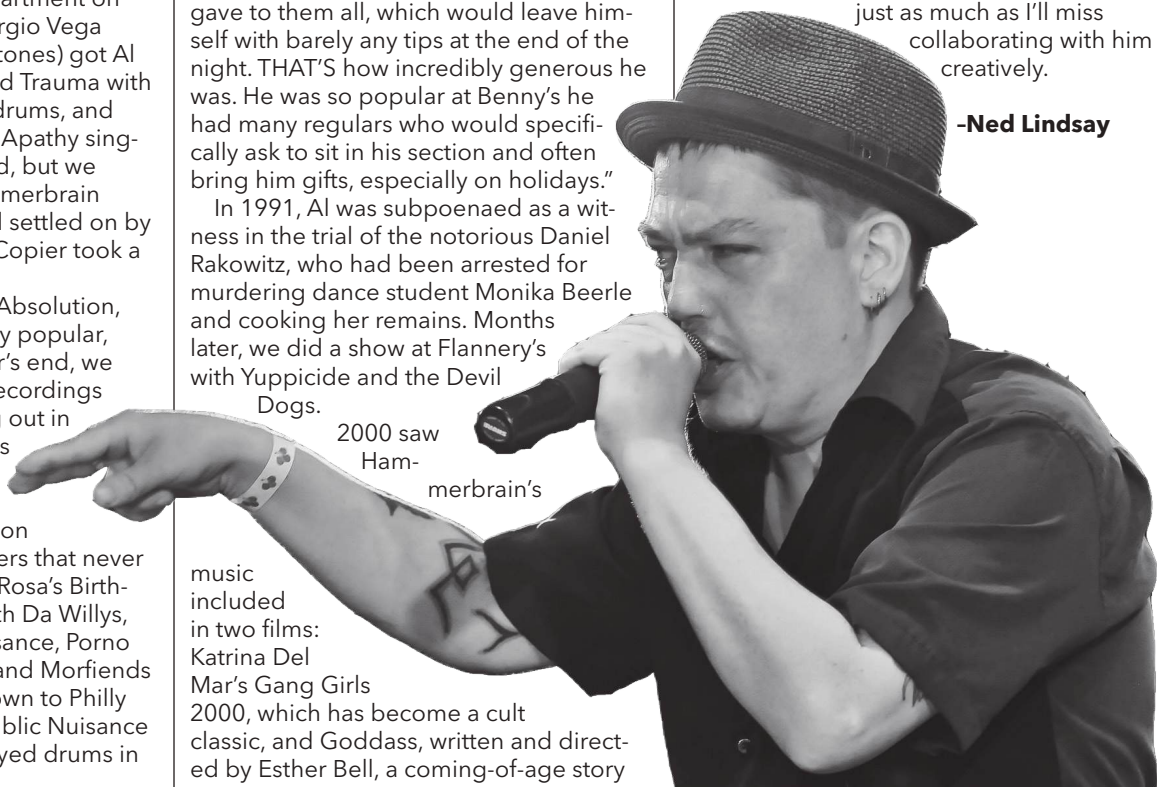 artment on
rgio Vega
tones) got Al
d Trauma with
drums, and
Apathy sing-
d, but we
merbrain
l settled on by
Copier took a
Absolution,
y popular,
r’s end, we
ecordings
g out in
s
on
ers that never
Rosa’s Birth-
th Da Willys,
sance, Porno
and Morfiends
own to Philly
blic Nuisance
yed drums in
gave to them all, which would leave him-
self with barely any tips at the end of the
night. THAT’S how incredibly generous he
was. He was so popular at Benny’s he
had many regulars who would specifi-
cally ask to sit in his section and often
bring him gifts, especially on holidays.”
In 1991, Al was subpoenaed as a wit-
ness in the trial of the notorious Daniel
Rakowitz, who had been arrested for
murdering dance student Monika Beerle
and cooking her remains. Months
later, we did a show at Flannery’s
with Yuppicide and the Devil
Dogs.
2000 saw
Ham-
merbrain’s
music
included
in two films:
Katrina Del
Mar’s Gang Girls
2000, which has become a cult
classic, and Goddass, written and direct-
ed by Esther Bell, a coming-of-age story
just as much as I’ll miss
collaborating with him
creatively.
–Ned Lindsay